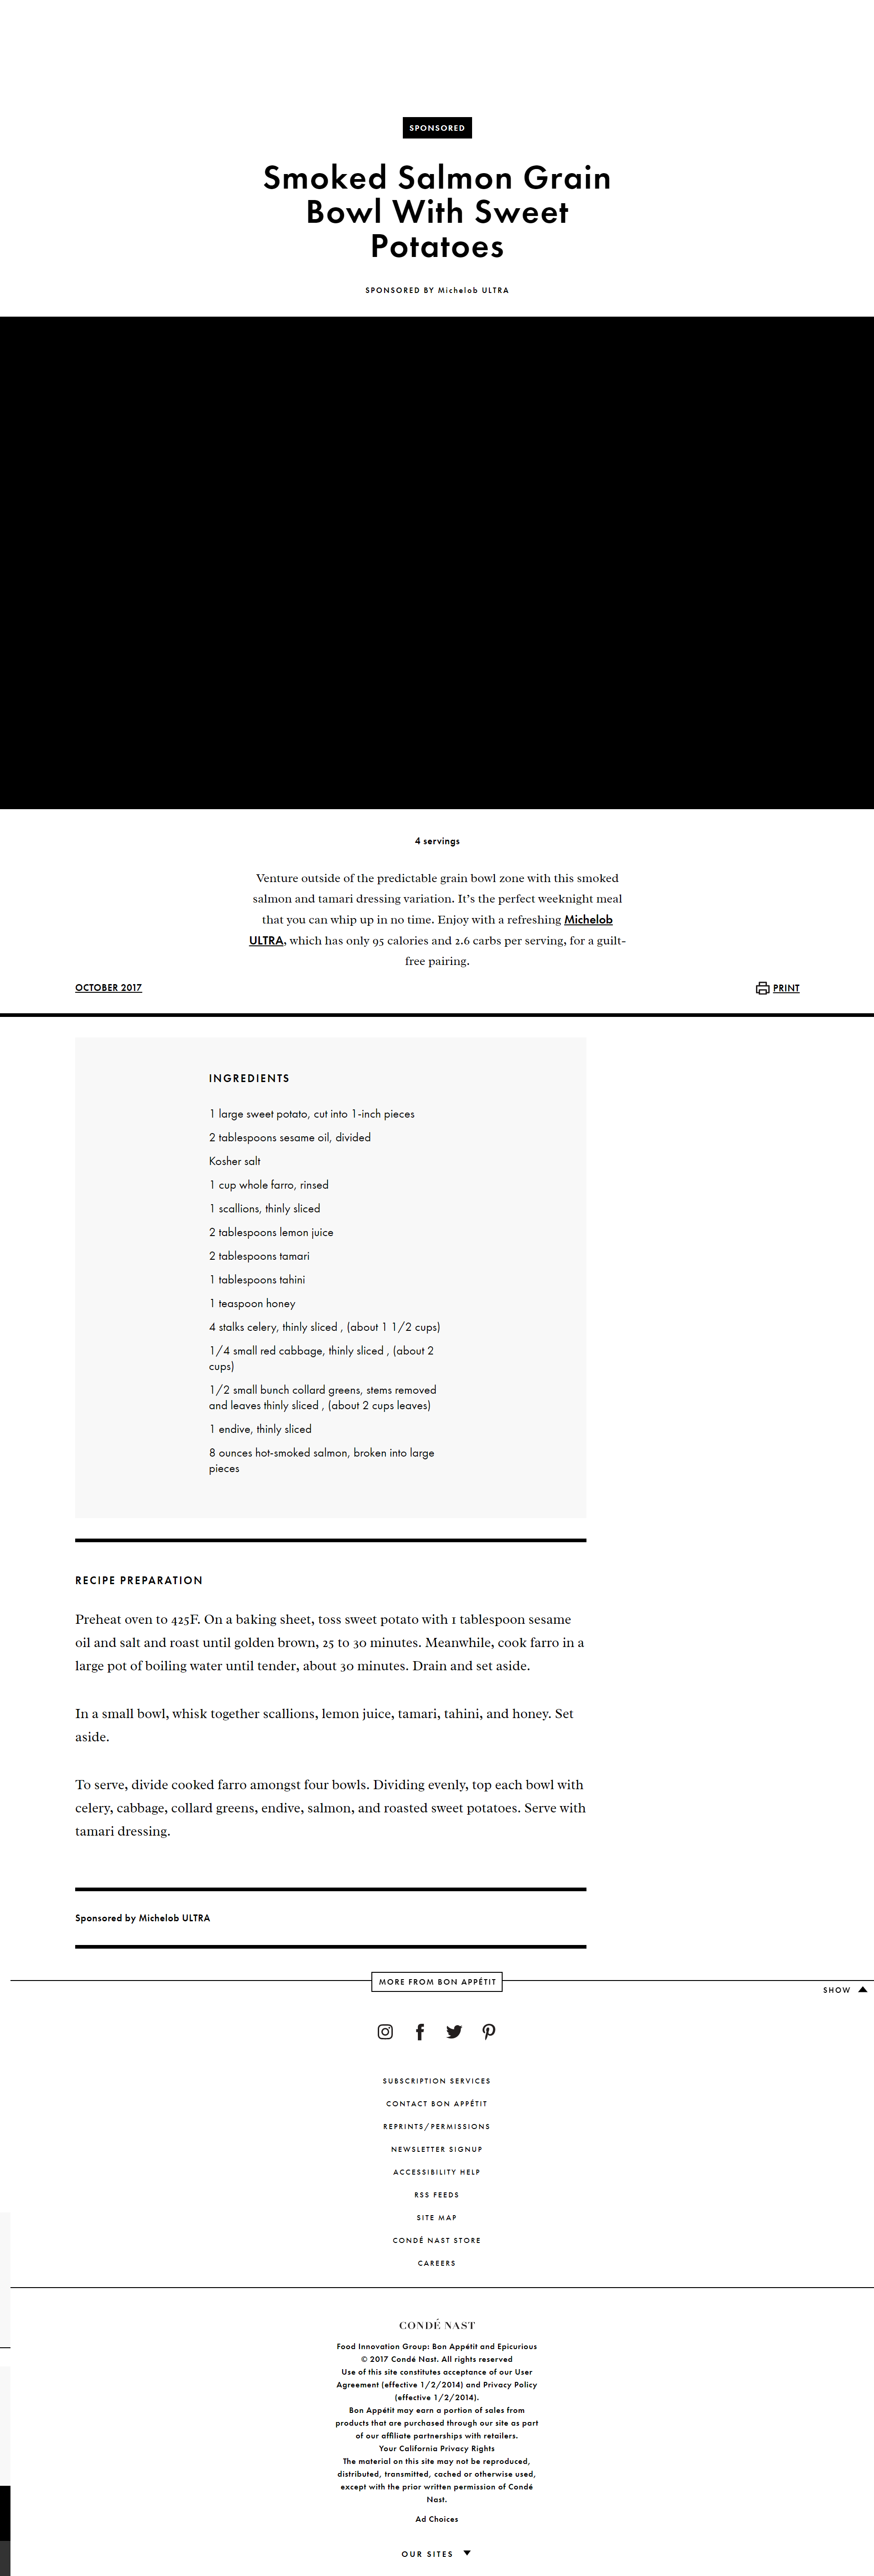 SPONSORED
Smoked Salmon Grain
Bowl With Sweet
Potatoes
SPONSORED BY Michelob ULTRA
4 servings
Venture outside of the predictable grain bowl zone with this smoked
salmon and tamari dressing variation. It’s the perfect weeknight meal
that you can whip up in no time. Enjoy with a refreshing Michelob
ULTRA, which has only 95 calories and 2.6 carbs per serving, for a guilt-
free pairing.
OCTOBER 2017
PRINT
INGREDIENTS
1 large sweet potato, cut into 1-inch pieces
2 tablespoons sesame oil, divided
Kosher salt
1 cup whole farro, rinsed
1 scallions, thinly sliced
2 tablespoons lemon juice
2 tablespoons tamari
1 tablespoons tahini
1 teaspoon honey
4 stalks celery, thinly sliced , (about 1 1/2 cups)
1/4 small red cabbage, thinly sliced , (about 2
cups)
1/2 small bunch collard greens, stems removed
and leaves thinly sliced , (about 2 cups leaves)
1 endive, thinly sliced
8 ounces hot-smoked salmon, broken into large
pieces
RECIPE PREPARATION
Preheat oven to 425F. On a baking sheet, toss sweet potato with 1 tablespoon sesame
oil and salt and roast until golden brown, 25 to 30 minutes. Meanwhile, cook farro in a
large pot of boiling water until tender, about 30 minutes. Drain and set aside.
In a small bowl, whisk together scallions, lemon juice, tamari, tahini, and honey. Set
aside.
To serve, divide cooked farro amongst four bowls. Dividing evenly, top each bowl with
celery, cabbage, collard greens, endive, salmon, and roasted sweet potatoes. Serve with
tamari dressing.
Sponsored by Michelob ULTRA
MORE FROM BON APPÉTIT
SHOW
SUBSCRIPTION SERVICES
CONTACT BON APPÉTIT
REPRINTS/PERMISSIONS
NEWSLETTER SIGNUP
ACCESSIBILITY HELP
RSS FEEDS
SITE MAP
CONDÉ NAST STORE
CAREERS
CONDÉ NAST
Food Innovation Group: Bon Appétit and Epicurious
© 2017 Condé Nast. All rights reserved
Use of this site constitutes acceptance of our User
Agreement (effective 1/2/2014) and Privacy Policy
(effective 1/2/2014).
Bon Appétit may earn a portion of sales from
products that are purchased through our site as part
of our affiliate partnerships with retailers.
Your California Privacy Rights
The material on this site may not be reproduced,
distributed, transmitted, cached or otherwise used,
except with the prior written permission of Condé
Nast.
Ad Choices
OUR SITES